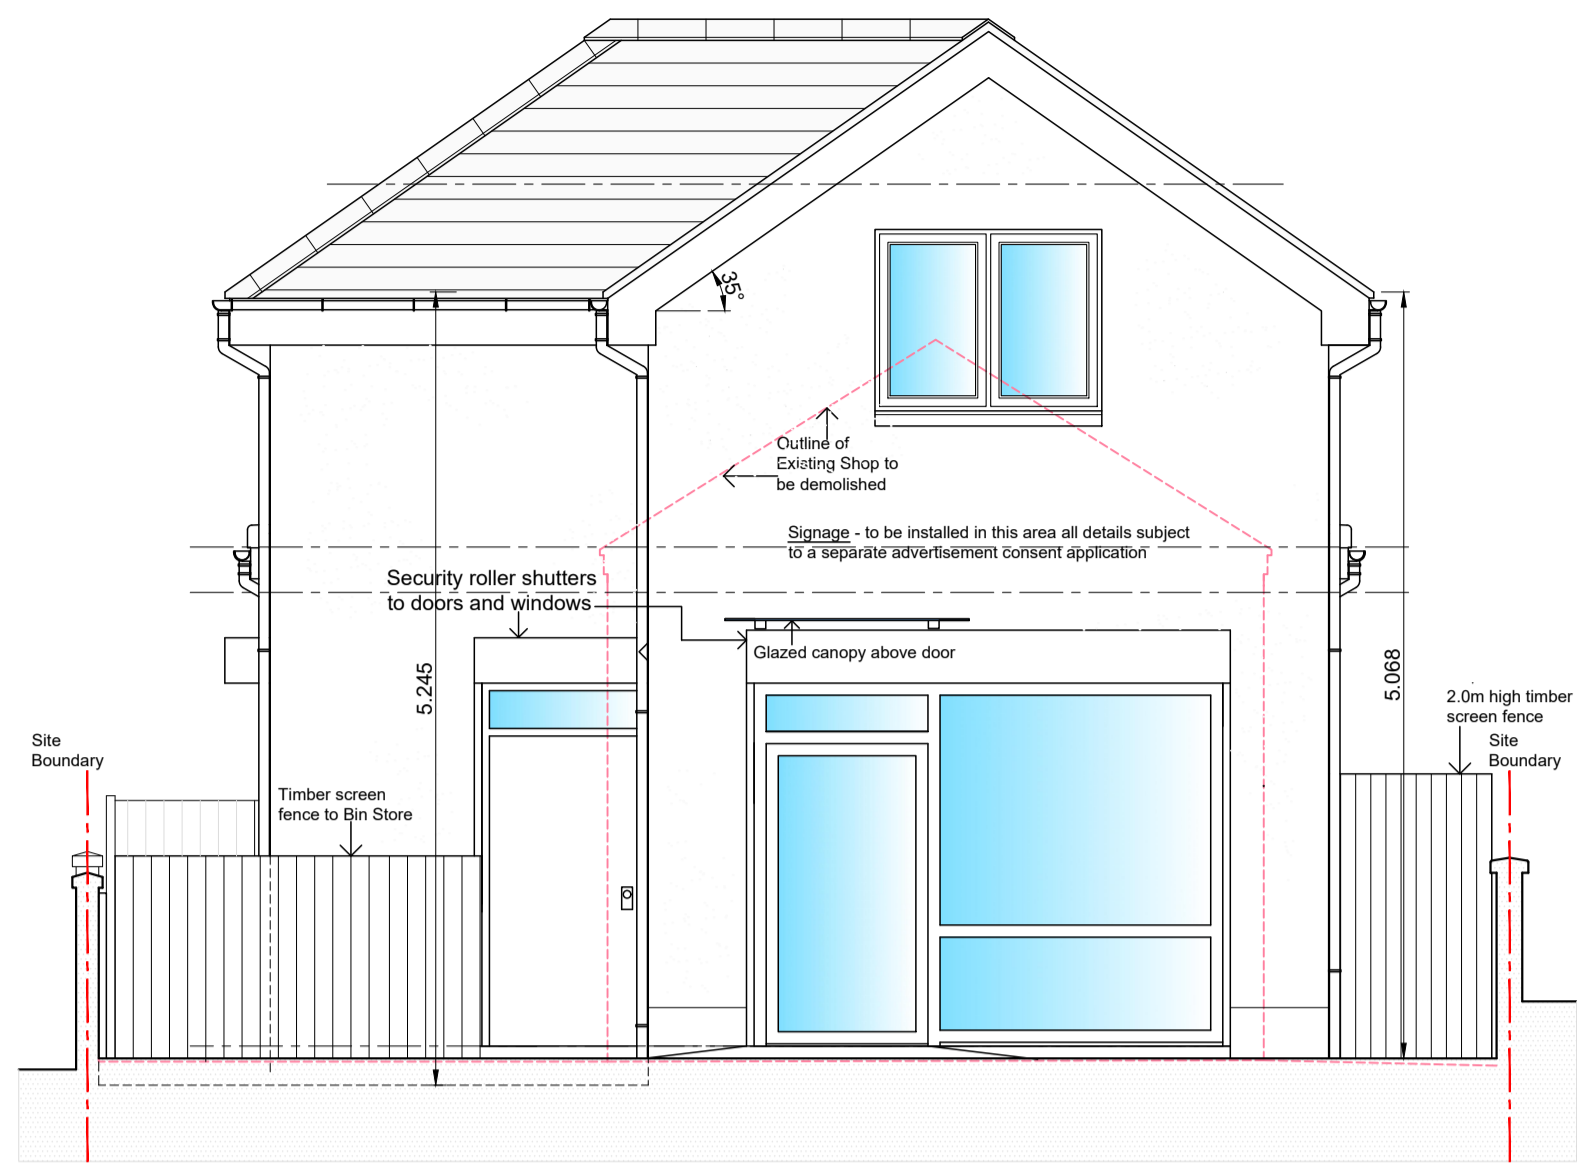 35°
Outline of
Existing Shop to
be demolished
Signage - to be installed in this area all details subject
to a separate advertisement consent application
Security roller shutters
to doors and windows
Glazed canopy above door
5.245
5.068
2.0m high timber
screen fence
Site
Boundary
Site
Boundary
Timber screen
fence to Bin Store